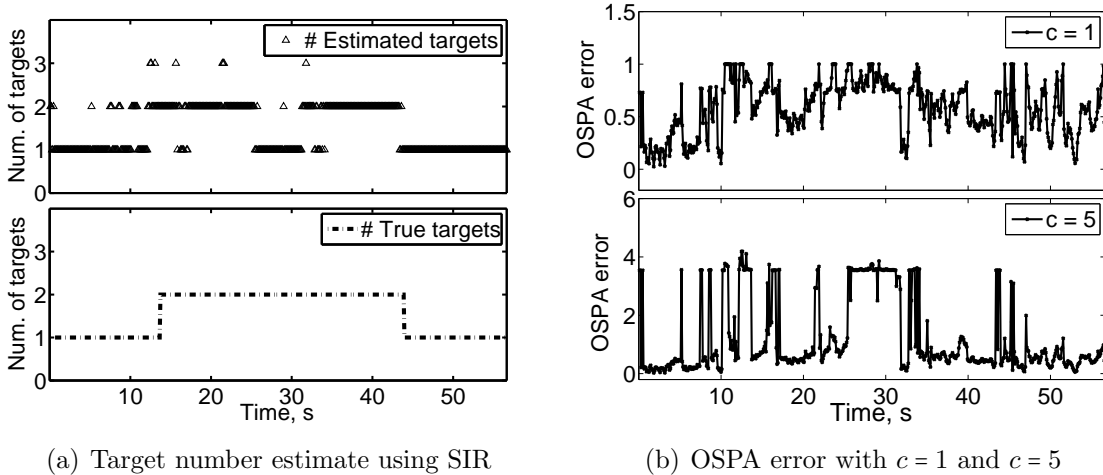 # Estimated targets
Num. of targets
3
2
1
0
# True targets
Num. of targets
3
2
1
0
10 20 30 40 50
Time, s
(a) Target number estimate using SIR
1.5
1
0.5
0
OSPA error
c = 1
6
4
2
0
OSPA error
c = 5
0 10 20 30 40 50
Time, s
(b) OSPA error with c = 1 and c = 5